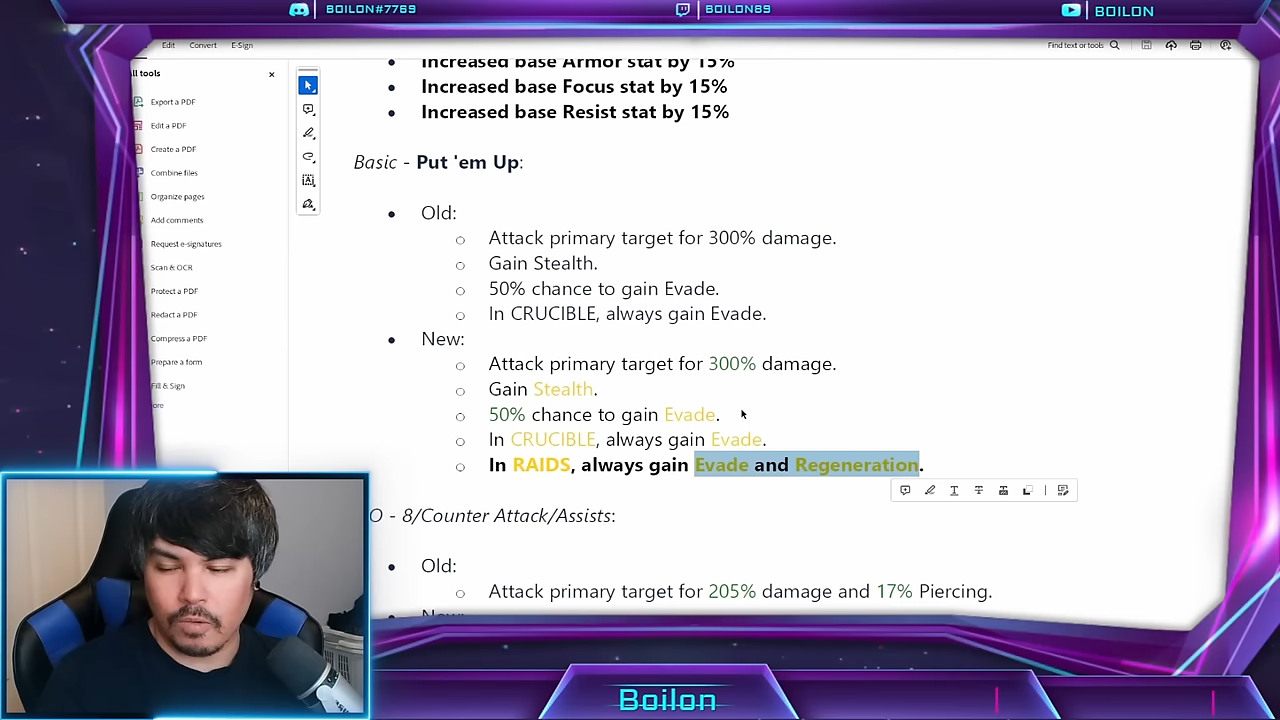 BOILON#7769
BOILON89
BOILON
Edit Convert E-Sign
Find text or tools
All tools
Export a PDF
Edit a PDF
Create a PDF
Combine files
Organize pages
Add comments
Request e-signatures
Scan & OCR
Protect a PDF
Redact a PDF
Compress a PDF
Prepare a form
Fill & Sign
Increased base Armor stat by 15%
Increased base Focus stat by 15%
Increased base Resist stat by 15%
Basic - Put 'em Up:
Old:
Attack primary target for 300% damage.
Gain Stealth.
50% chance to gain Evade.
In CRUCIBLE, always gain Evade.
New:
Attack primary target for 300% damage.
Gain Stealth.
50% chance to gain Evade.
In CRUCIBLE, always gain Evade.
In RAIDS, always gain Evade and Regeneration.
O - 8/Counter Attack/Assists:
Old:
Attack primary target for 205% damage and 17% Piercing.
New:
Boilon